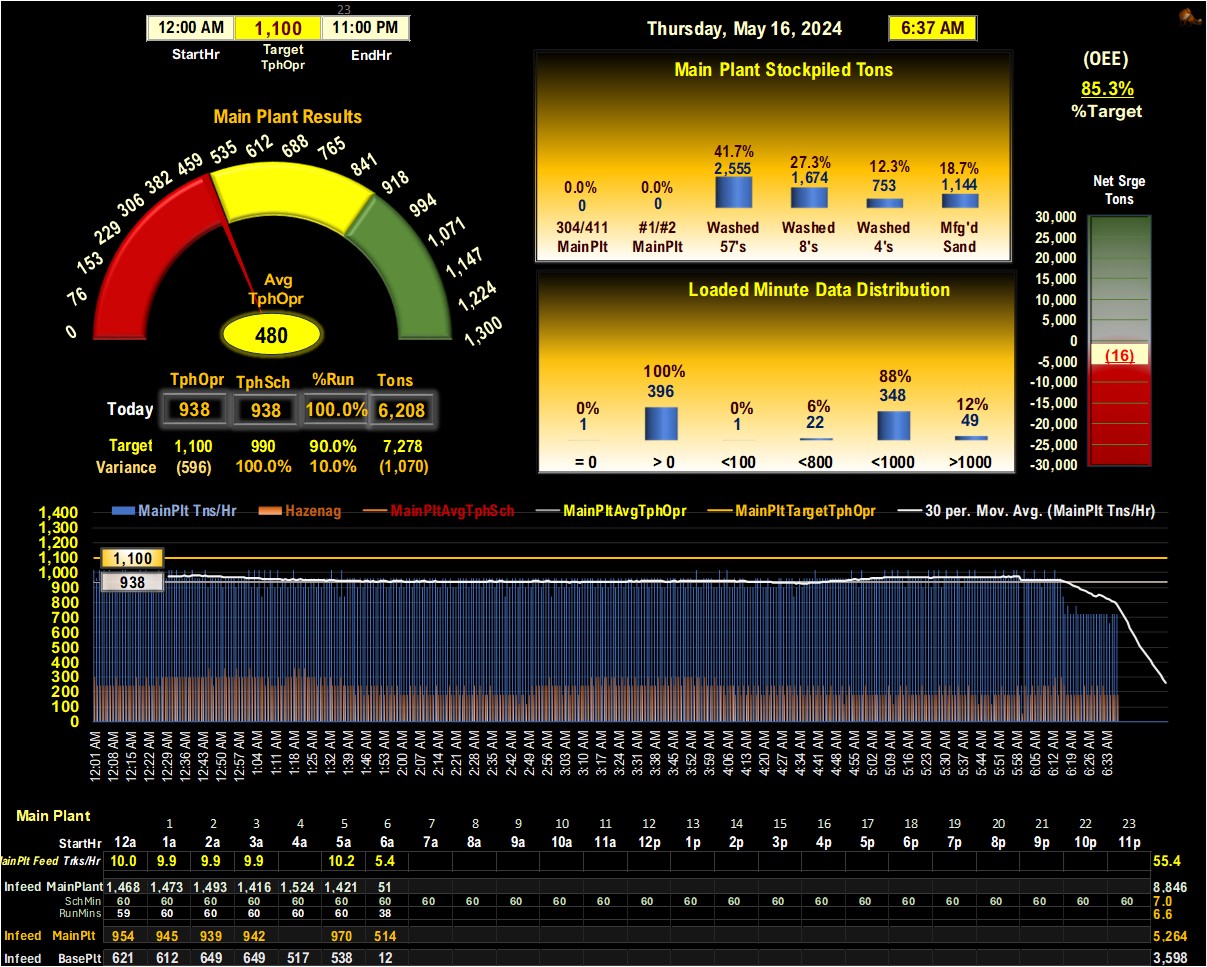 23
12:00 AM 1,100 11:00 PM
StartHr Target TphOpr EndHr
Thursday, May 16, 2024 6:37 AM
(OEE)
85.3%
%Target
Main Plant Results
0 76 153 229 306 382 459 535 612 688 765 841 918 994 1,071 1,147 1,224 1,300
Avg
TphOpr
480
TphOpr TphSch %Run Tons
Today 938 938 100.0% 6,208
Target 1,100 990 90.0% 7,278
Variance (596) 100.0% 10.0% (1,070)
Main Plant Stockpiled Tons
0.0% 0.0% 41.7% 27.3% 12.3% 18.7%
0 0 2,555 1,674 753 1,144
304/411 #1/#2 Washed Washed Washed Mfg'd
MainPlt MainPlt 57's 8's 4's Sand
Loaded Minute Data Distribution
0% 100% 0% 6% 88% 12%
1 396 1 22 348 49
= 0 > 0 <100 <800 <1000 >1000
Net Srge
Tons
30,000
25,000
20,000
15,000
10,000
5,000
0
-5,000
-10,000
-15,000
-20,000
-25,000
-30,000
(16)
MainPlt Tns/Hr Hazenag MainPltAvgTphSch MainPltAvgTphOpr MainPltTargetTphOpr 30 per. Mov. Avg. (MainPlt Tns/Hr)
1,400
1,300
1,200
1,100
1,000
900
800
700
600
500
400
300
200
100
0
1,100
938
12:01 AM 12:08 AM 12:15 AM 12:22 AM 12:29 AM 12:36 AM 12:43 AM 12:50 AM 12:57 AM 1:04 AM 1:11 AM 1:18 AM 1:25 AM 1:32 AM 1:39 AM 1:46 AM 1:53 AM 2:00 AM 2:07 AM 2:14 AM 2:21 AM 2:28 AM 2:35 AM 2:42 AM 2:49 AM 2:56 AM 3:03 AM 3:10 AM 3:17 AM 3:24 AM 3:31 AM 3:38 AM 3:45 AM 3:52 AM 3:59 AM 4:06 AM 4:13 AM 4:20 AM 4:27 AM 4:34 AM 4:41 AM 4:48 AM 4:55 AM 5:02 AM 5:09 AM 5:16 AM 5:23 AM 5:30 AM 5:37 AM 5:44 AM 5:51 AM 5:58 AM 6:05 AM 6:12 AM 6:19 AM 6:26 AM 6:33 AM
Main Plant
1 2 3 4 5 6 7 8 9 10 11 12 13 14 15 16 17 18 19 20 21 22 23
StartHr 12a 1a 2a 3a 4a 5a 6a 7a 8a 9a 10a 11a 12p 1p 2p 3p 4p 5p 6p 7p 8p 9p 10p 11p
MainPlt Feed Trks/Hr 10.0 9.9 9.9 9.9 10.2 5.4 55.4
Infeed MainPlant 1,468 1,473 1,493 1,416 1,524 1,421 51 8,846
SchMin 60 60 60 60 60 60 60 60 60 60 60 60 60 60 60 60 60 60 60 60 60 60 60 60 7.0
RunMins 59 60 60 60 60 38 6.6
Infeed MainPlt 954 945 939 942 970 514 5,264
Infeed BasePlt 621 612 649 649 517 538 12 3,598